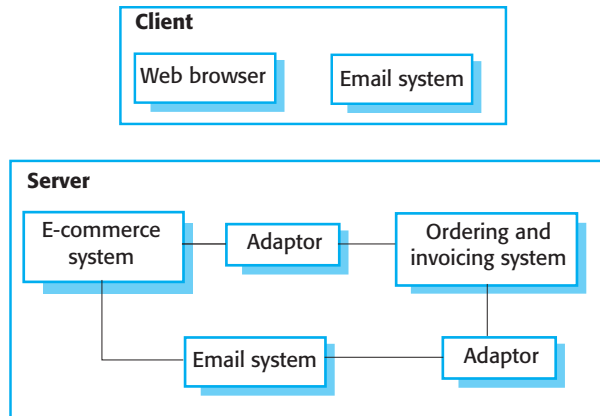 Client
Web browser
Email system
Server
E-commerce
system
Adaptor
Ordering and
invoicing system
Email system
Adaptor